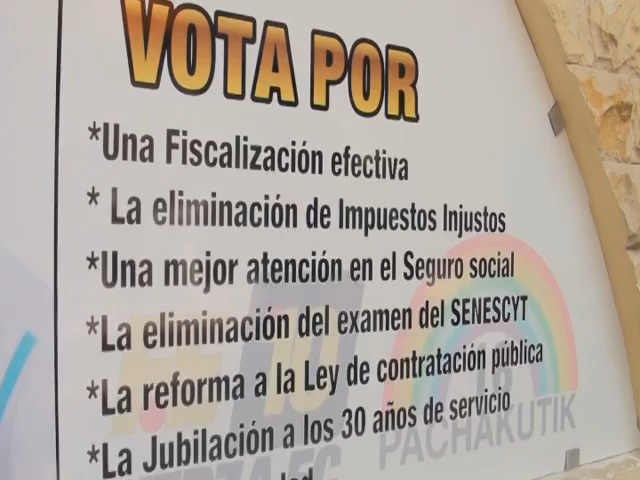 VOTA POR
*Una Fiscalización efectiva
* La eliminación de Impuestos Injustos
*Una mejor atención en el Seguro social
*La eliminación del examen del SENESCYT
*La reforma a la Ley de contratación pública
*La Jubilación a los 30 años de servicio
10
18
PACHAKUTIK